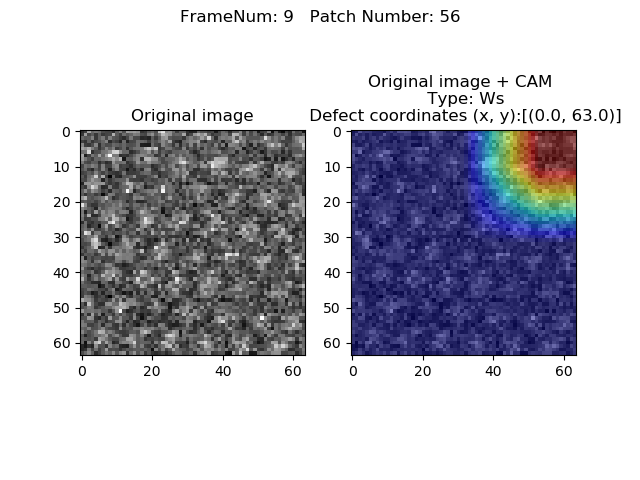 FrameNum: 9   Patch Number: 56
Original image
Original image + CAM
Type: Ws
Defect coordinates (x, y):[(0.0, 63.0)]
0
10
20
30
40
50
60
0 20 40 60
0
10
20
30
40
50
60
0 20 40 60